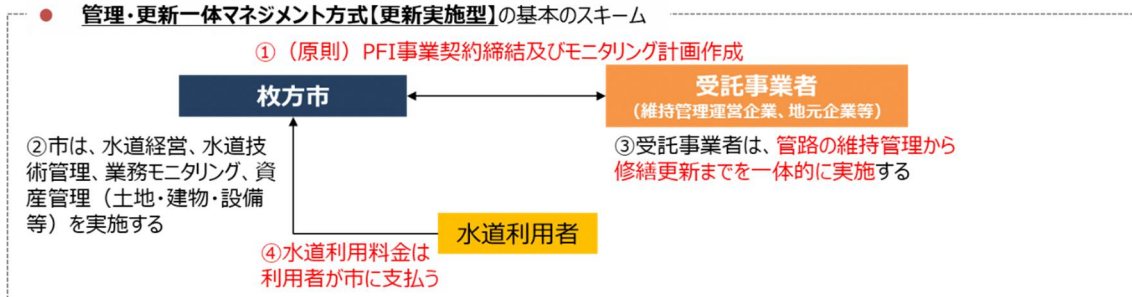 ● 管理・更新一体マネジメント方式【更新実施型】の基本のスキーム
①（原則）PFI事業契約締結及びモニタリング計画作成
枚方市
受託事業者
（維持管理運営企業、地元企業等）
②市は、水道経営、水道技
術管理、業務モニタリング、資
産管理（土地・建物・設備
等）を実施する
③受託事業者は、管路の維持管理から
修繕更新までを一体的に実施する
水道利用者
④水道利用料金は
利用者が市に支払う